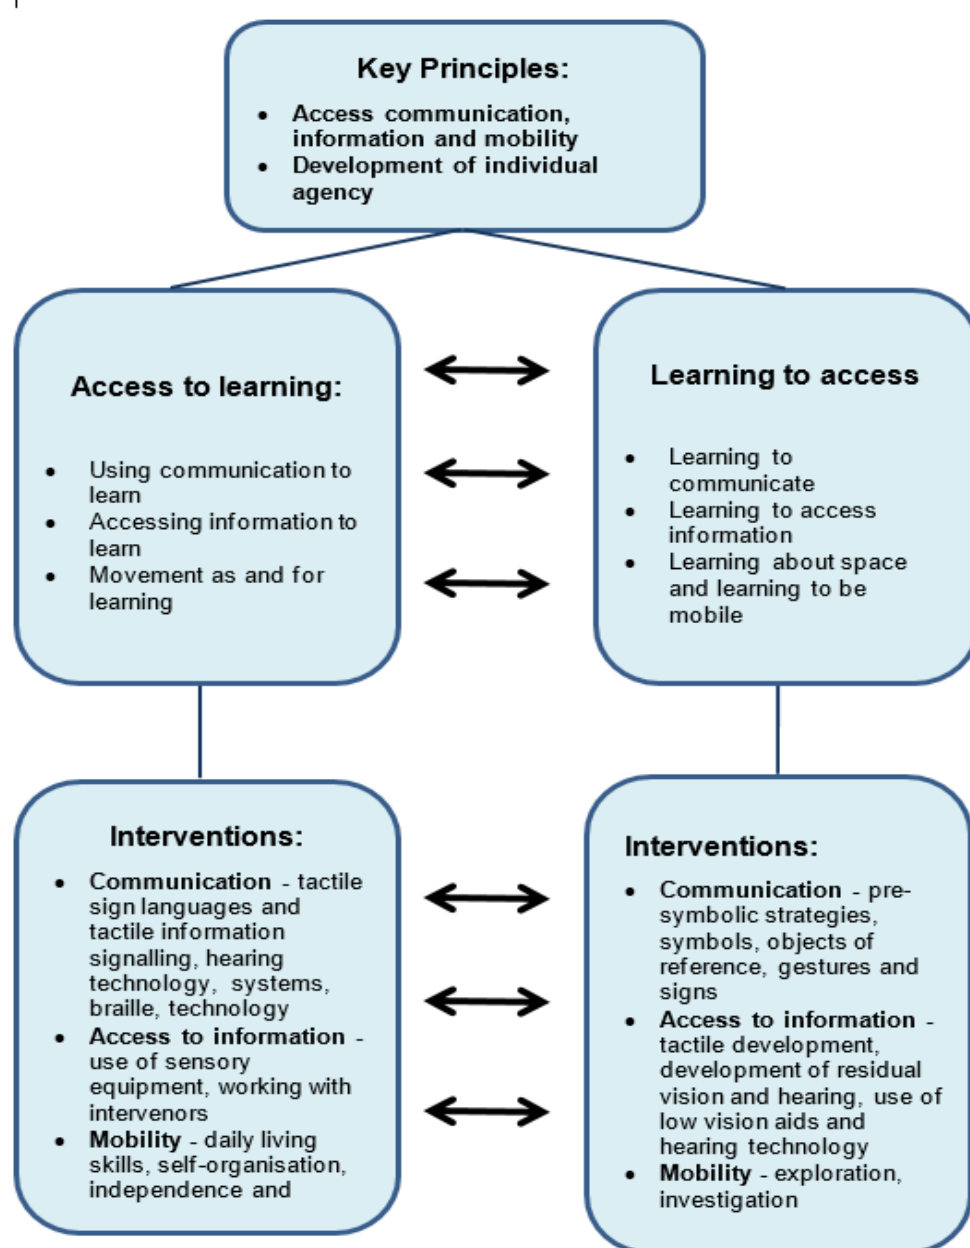 Key Principles:
• Access communication,
information and mobility
• Development of individual
agency
Access to learning:
• Using communication to
learn
• Accessing information to
learn
• Movement as and for
learning
Learning to access
• Learning to
communicate
• Learning to access
information
• Learning about space
and learning to be
mobile
Interventions:
• Communication - tactile
sign languages and
tactile information
signalling, hearing
technology, systems,
braille, technology
• Access to information -
use of sensory
equipment, working with
intervenors
• Mobility - daily living
skills, self-organisation,
independence and
Interventions:
• Communication - pre-
symbolic strategies,
symbols, objects of
reference, gestures and
signs
• Access to information -
tactile development,
development of residual
vision and hearing, use of
low vision aids and
hearing technology
• Mobility - exploration,
investigation